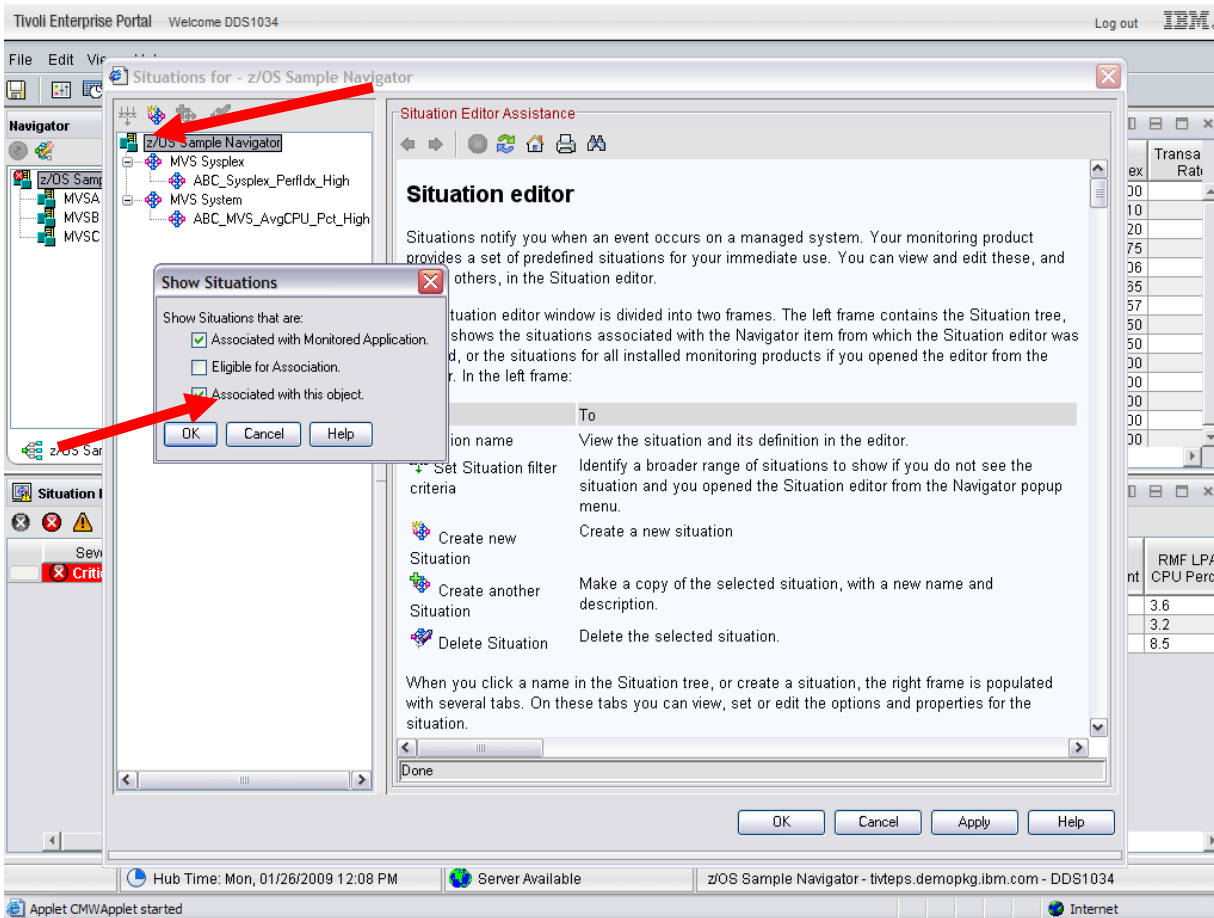 Tivoli Enterprise Portal Welcome DDS1034 Log out IBM.
File Edit
Situations for - z/OS Sample Navigator
Navigator
z/OS Sample Navigator
MVS Sysplex
ABC_Sysplex_PerfIdx_High
MVS System
ABC_MVS_AvgCPU_Pct_High
z/OS Samp
MVSA
MVSB
MVSC
Show Situations
Show Situations that are:
Associated with Monitored Application.
Eligible for Association.
Associated with this object.
OK Cancel Help
z/OS Sar
Situation
Seve
Critic
Situation Editor Assistance
Situation editor
Situations notify you when an event occurs on a managed system. Your monitoring product
provides a set of predefined situations for your immediate use. You can view and edit these, and
others, in the Situation editor.
tuation editor window is divided into two frames. The left frame contains the Situation tree,
shows the situations associated with the Navigator item from which the Situation editor was
d, or the situations for all installed monitoring products if you opened the editor from the
r. In the left frame:
To
ion name View the situation and its definition in the editor.
Set Situation filter criteria Identify a broader range of situations to show if you do not see the
situation and you opened the Situation editor from the Navigator popup
menu.
Create new Situation Create a new situation
Create another Situation Make a copy of the selected situation, with a new name and
description.
Delete Situation Delete the selected situation.
When you click a name in the Situation tree, or create a situation, the right frame is populated
with several tabs. On these tabs you can view, set or edit the options and properties for the
situation.
Done
OK Cancel Apply Help
ex Transa
Rat
00
10
20
75
06
65
57
50
50
00
00
00
00
00
nt RMF LPA
CPU Perc
3.6
3.2
8.5
Hub Time: Mon, 01/26/2009 12:08 PM Server Available z/OS Sample Navigator - tivteps.demopkg.ibm.com - DDS1034
Applet CMWApplet started Internet